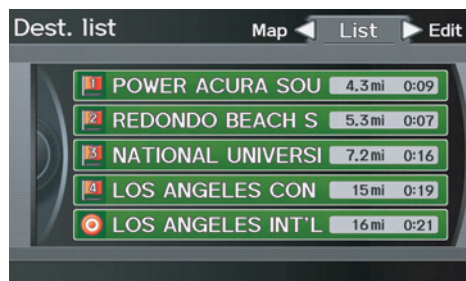 Dest. list Map List Edit
1 POWER ACURA SOU 4.3mi 0:09
2 REDONDO BEACH S 5.3mi 0:07
3 NATIONAL UNIVERSI 7.2mi 0:16
4 LOS ANGELES CON 15mi 0:19
LOS ANGELES INT'L 16mi 0:21